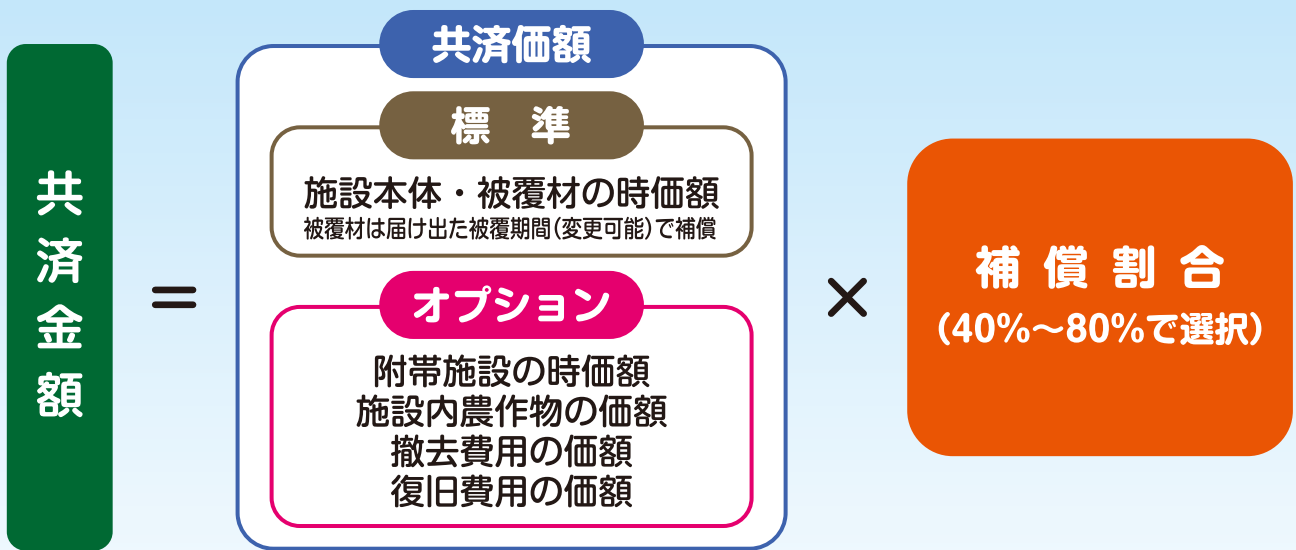 共済金額
＝
共済価額
標準
施設本体・被覆材の時価額
被覆材は届け出た被覆期間(変更可能)で補償
オプション
附帯施設の時価額
施設内農作物の価額
撤去費用の価額
復旧費用の価額
×
補償割合
(40%～80%で選択)